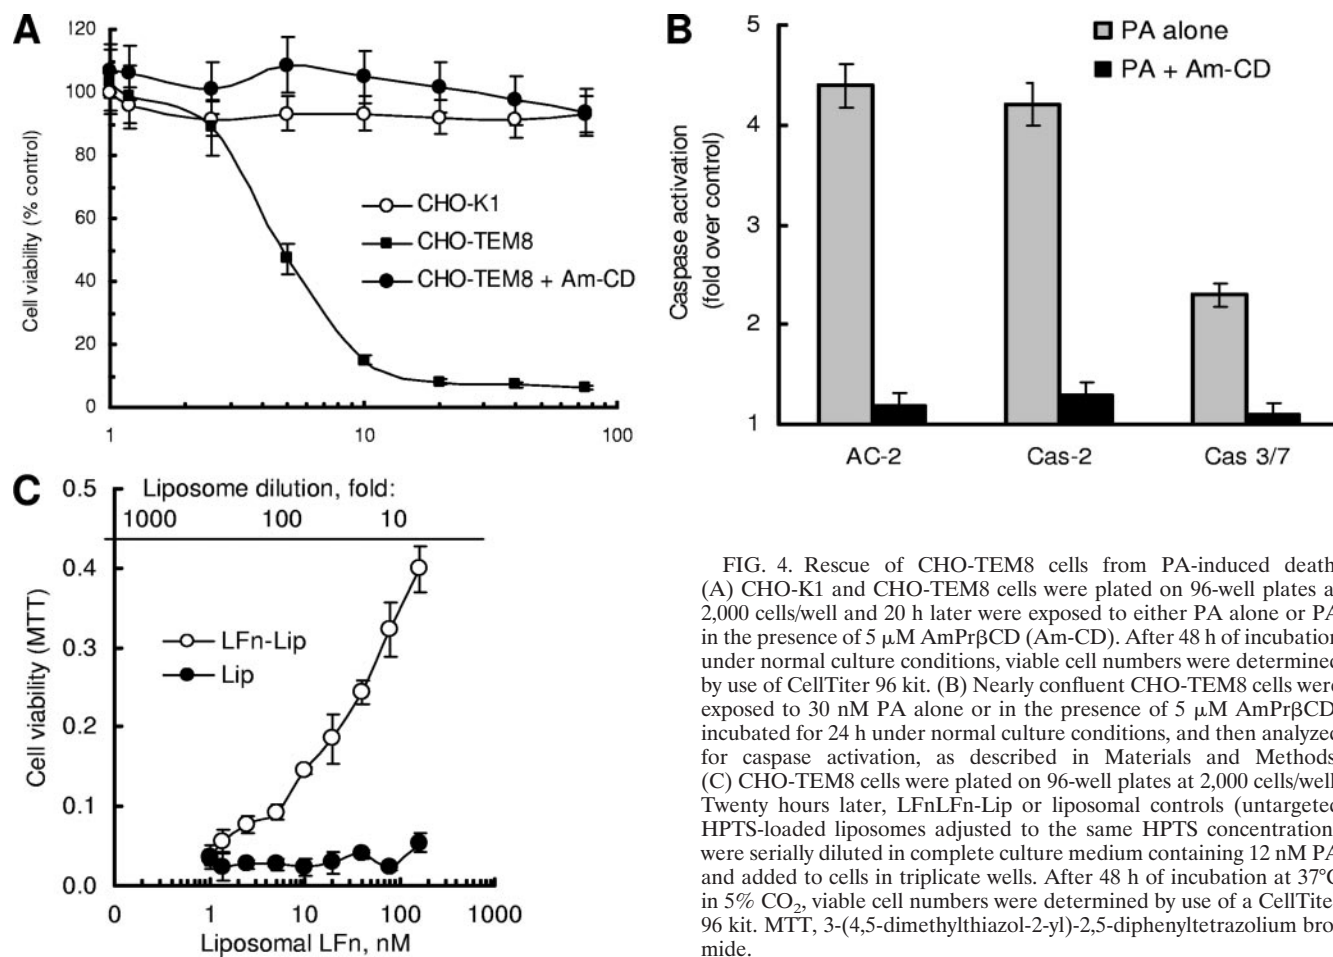 A
120
100
80
60
40
20
0
Cell viability (% control)
CHO-K1
CHO-TEM8
CHO-TEM8 + Am-CD
1
10
100
B
5
4
3
2
1
Caspase activation
(fold over control)
PA alone
PA + Am-CD
AC-2
Cas-2
Cas 3/7
C
0.5
0.4
0.3
0.2
0.1
0.0
Cell viability (MTT)
Liposome dilution, fold:
1000 100 10
LFn-Lip
Lip
0 1 10 100 1000
Liposomal LFn, nM
FIG. 4. Rescue of CHO-TEM8 cells from PA-induced death
(A) CHO-K1 and CHO-TEM8 cells were plated on 96-well plates a
2,000 cells/well and 20 h later were exposed to either PA alone or PA
in the presence of 5 μM AmPrβCD (Am-CD). After 48 h of incubation
under normal culture conditions, viable cell numbers were determined
by use of CellTiter 96 kit. (B) Nearly confluent CHO-TEM8 cells were
exposed to 30 nM PA alone or in the presence of 5 μM AmPrβCD
incubated for 24 h under normal culture conditions, and then analyzed
for caspase activation, as described in Materials and Methods
(C) CHO-TEM8 cells were plated on 96-well plates at 2,000 cells/well
Twenty hours later, LFnLFn-Lip or liposomal controls (untargeted
HPTS-loaded liposomes adjusted to the same HPTS concentration
were serially diluted in complete culture medium containing 12 nM PA
and added to cells in triplicate wells. After 48 h of incubation at 37°C
in 5% CO₂, viable cell numbers were determined by use of a CellTite
96 kit. MTT, 3-(4,5-dimethylthiazol-2-yl)-2,5-diphenyltetrazolium bro-
mide.